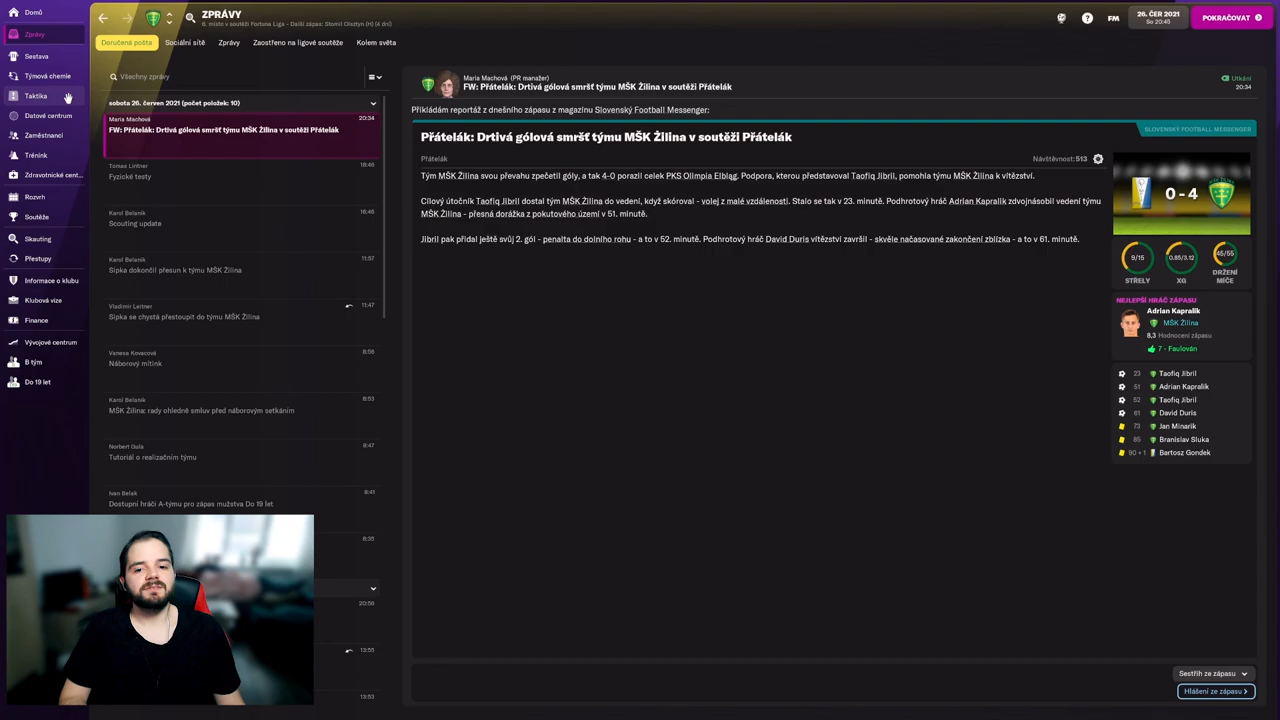 Domů
Zprávy
Sestava
Týmová chemie
Taktika
Datové centrum
Zaměstnanci
Trénink
Zdravotnické cent...
Rozvrh
Soutěže
Skauting
Přestupy
Informace o klubu
Klubová vize
Finance
Vývojové centrum
B tým
Do 19 let
ZPRÁVY
6. místo v soutěži Fortuna Liga - Další zápas: Stomil Olsztyn (H) (4 dní)
FM
26. ČER 2021
So 20:45
POKRAČOVAT
Doručená pošta
Sociální sítě
Zprávy
Zaostřeno na ligové soutěže
Kolem světa
Všechny zprávy
sobota 26. červen 2021 (počet položek: 10)
Maria Machová 20:34
FW: Přátelák: Drtivá gólová smršť týmu MŠK Žilina v soutěži Přátelák
Tomas Lintner 18:46
Fyzické testy
Karol Belanik 16:46
Scouting update
Karol Belanik 11:57
Sipka dokončil přesun k týmu MŠK Žilina
Vladimir Leitner 11:47
Sipka se chystá přestoupit do týmu MŠK Žilina
Vanesa Kovacová 8:56
Náborový mítink
Karol Belanik 8:53
MŠK Žilina: rady ohledně smluv před náborovým setkáním
Norbert Gula 8:47
Tutoriál o realizačním týmu
Ivan Belak 8:41
Dostupní hráči A-týmu pro zápas mužstva Do 19 let
8:35
20:56
13:55
13:53
Maria Machová (PR manažer)
FW: Přátelák: Drtivá gólová smršť týmu MŠK Žilina v soutěži Přátelák
Utkání
20:34
Přikládám reportáž z dnešního zápasu z magazínu Slovenský Football Messenger:
SLOVENSKÝ FOOTBALL MESSENGER
Přátelák: Drtivá gólová smršť týmu MŠK Žilina v soutěži Přátelák
Přátelák
Návštěvnost: 513
Tým MŠK Žilina svou převahu zpečetil góly, a tak 4-0 porazil celek PKS Olimpia Elbląg. Podpora, kterou představoval Taofiq Jibril, pomohla týmu MŠK Žilina k vítězství.
Cílový útočník Taofiq Jibril dostal tým MŠK Žilina do vedení, když skóroval - volej z malé vzdálenosti. Stalo se tak v 23. minutě. Podhrotový hráč Adrian Kapralik zdvojnásobil vedení týmu
MŠK Žilina - přesná dorážka z pokutového území v 51. minutě.
Jibril pak přidal ještě svůj 2. gól - penalta do dolního rohu - a to v 52. minutě. Podhrotový hráč David Duris vítězství završil - skvěle načasované zakončení zblízka - a to v 61. minutě.
0 - 4
9/15
0.85/3.12
45/55
STŘELY
XG
DRŽENÍ
MÍČE
NEJLEPŠÍ HRÁČ ZÁPASU
Adrian Kapralik
MŠK Žilina
8,3 Hodnocení zápasu
7 - Faulován
23 Taofiq Jibril
51 Adrian Kapralik
52 Taofiq Jibril
61 David Duris
73 Jan Minarik
85 Branislav Sluka
90 + 1 Bartosz Gondek
Sestřih ze zápasu
Hlášení ze zápasu